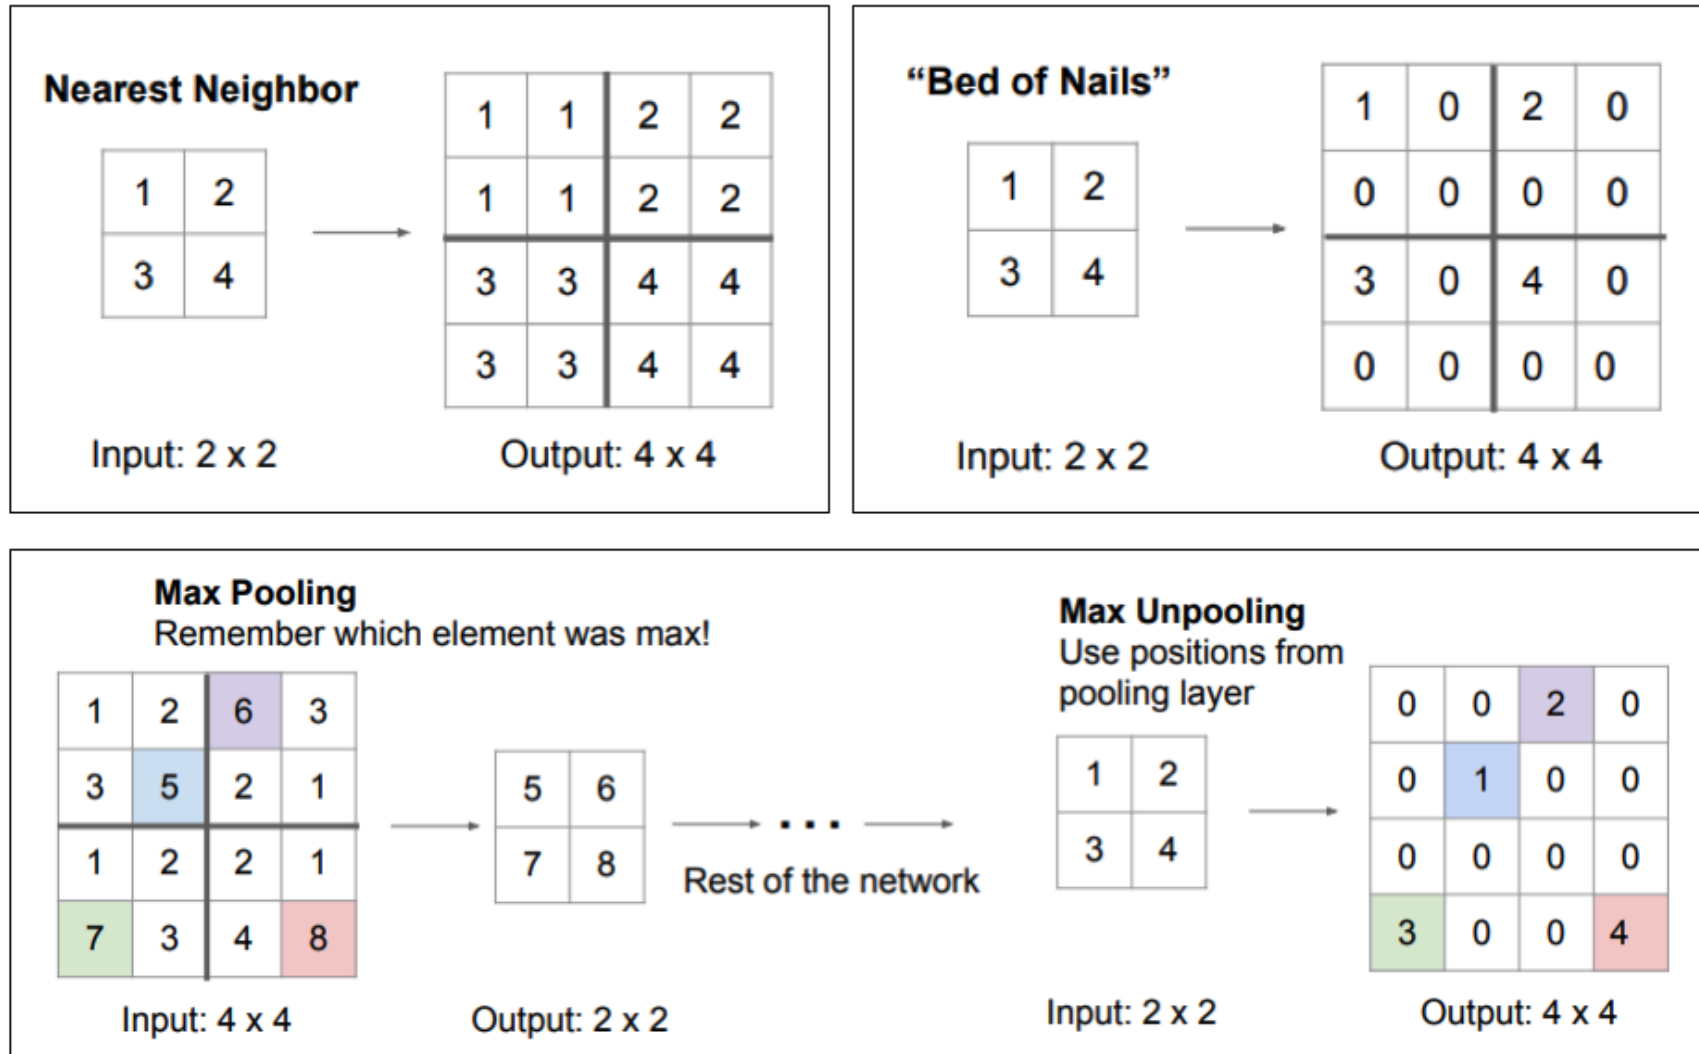 Nearest Neighbor
1 2
3 4
1 1 2 2
1 1 2 2
3 3 4 4
3 3 4 4
Input: 2 x 2
Output: 4 x 4
“Bed of Nails”
1 2
3 4
1 0 2 0
0 0 0 0
3 0 4 0
0 0 0 0
Input: 2 x 2
Output: 4 x 4
Max Pooling
Remember which element was max!
1 2 6 3
3 5 2 1
1 2 2 1
7 3 4 8
Input: 4 x 4
5 6
7 8
Output: 2 x 2
...
Rest of the network
Max Unpooling
Use positions from
pooling layer
1 2
3 4
Input: 2 x 2
0 0 2 0
0 1 0 0
0 0 0 0
3 0 0 4
Output: 4 x 4